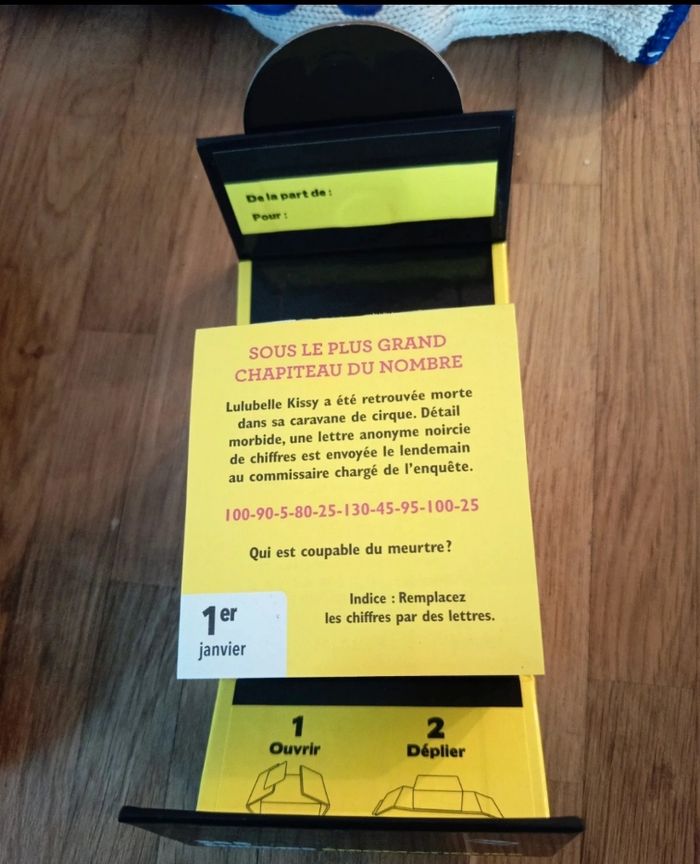 De la part de :
Pour :
SOUS LE PLUS GRAND
CHAPITEAU DU NOMBRE
Lulubelle Kissy a été retrouvée morte
dans sa caravane de cirque. Détail
morbide, une lettre anonyme noircie
de chiffres est envoyée le lendemain
au commissaire chargé de l'enquête.
100-90-5-80-25-130-45-95-100-25
Qui est coupable du meurtre ?
Indice : Remplacez
les chiffres par des lettres.
1er
janvier
1
Ouvrir
2
Déplier